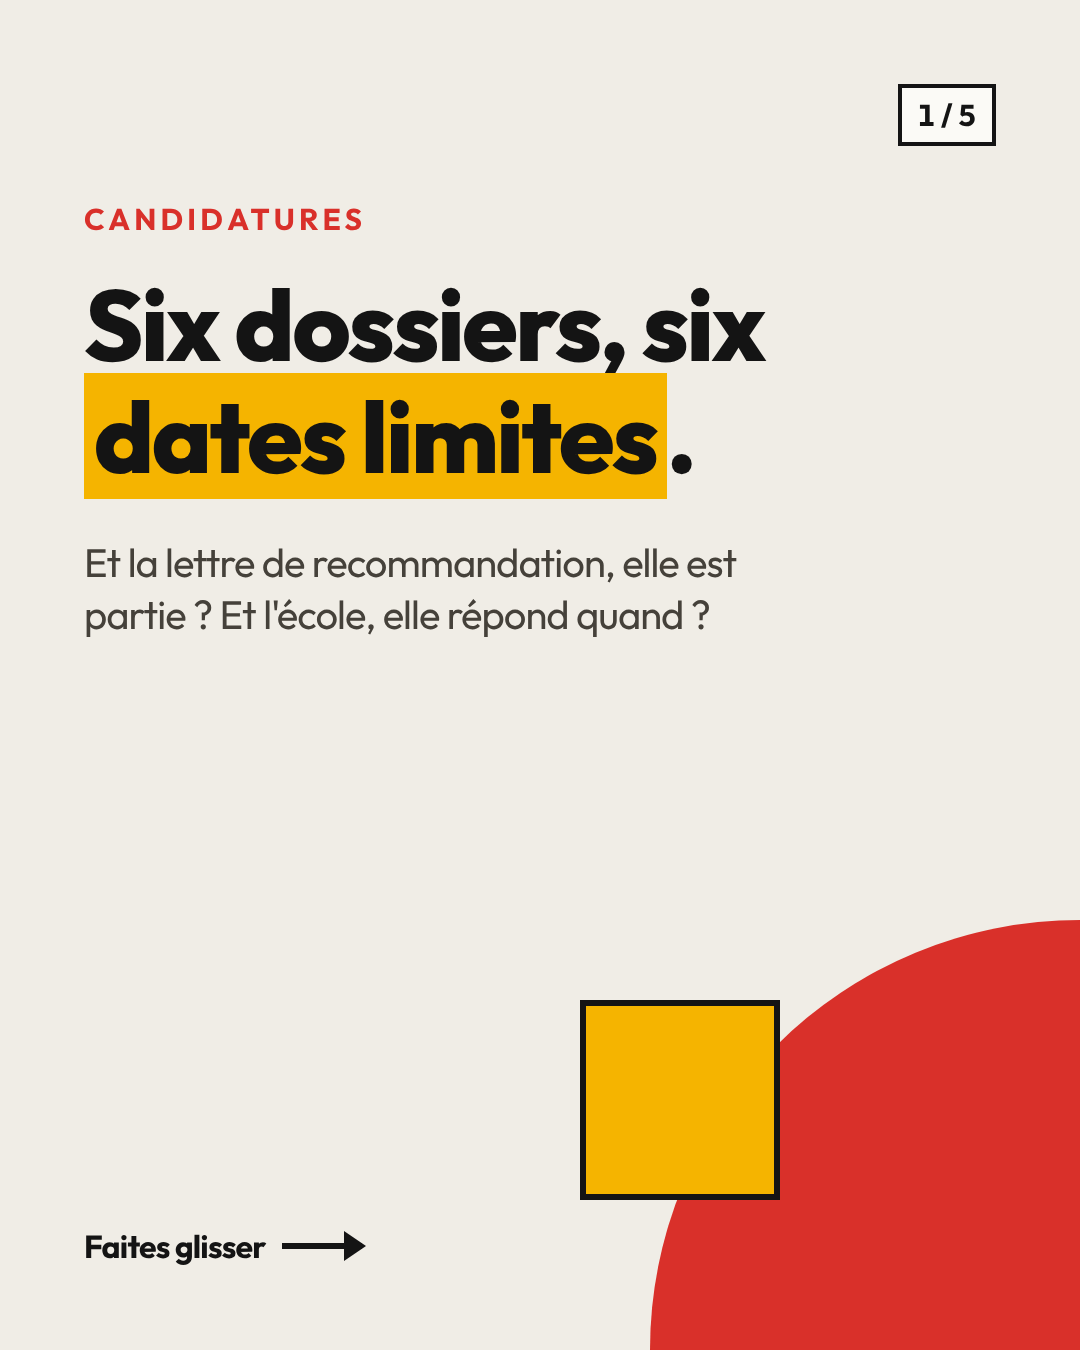 1 / 5
CANDIDATURES
Six dossiers, six
dates limites.
Et la lettre de recommandation, elle est
partie ? Et l'école, elle répond quand ?
Faites glisser